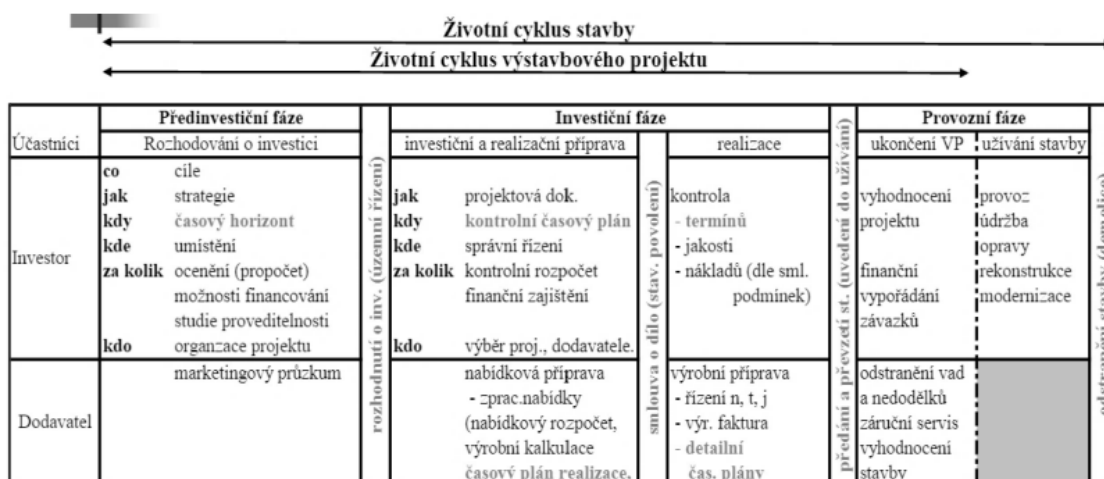 Životní cyklus stavby
Životní cyklus výstavbového projektu
Účastníci
Předinvestiční fáze
Rozhodování o investici
Investor
co cíle
jak strategie
kdy časový horizont
kde umístění
za kolik ocenění (propočet)
možnosti financování
studie proveditelnosti
kdo organzace projektu
Dodavatel
marketingový průzkum
rozhodnutí o inv. (územní řízení)
Investiční fáze
investiční a realizační příprava
jak projektová dok.
kdy kontrolní časový plán
kde správní řízení
za kolik kontrolní rozpočet
finanční zajištění
kdo výběr proj., dodavatele.
nabídková příprava
- zprac.nabídky
(nabídkový rozpočet,
výrobní kalkulace
časový plán realizace,
smlouva o dílo (stav. povolení)
realizace
kontrola
- termínů
- jakosti
- nákladů (dle sml.
podmínek)
výrobní příprava
- řízení n, t, j
- výr. faktura
- detailní
čas. plány
předání a převzetí st. (uvedení do užívání)
Provozní fáze
ukončení VP
vyhodnocení
projektu
finanční
vypořádání
závazků
odstranění vad
a nedodělků
záruční servis
vyhodnocení
stavby
užívání stavby
provoz
údržba
opravy
rekonstrukce
modernizace
odstranění stavby (demolice)